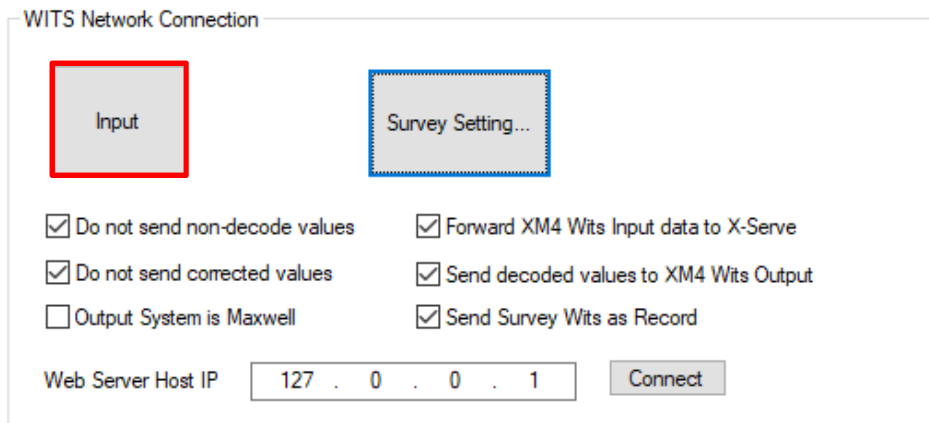 WITS Network Connection
Input
Survey Setting...
Do not send non-decode values
Forward XM4 Wits Input data to X-Serve
Do not send corrected values
Send decoded values to XM4 Wits Output
Output System is Maxwell
Send Survey Wits as Record
Web Server Host IP
127 . 0 . 0 . 1
Connect